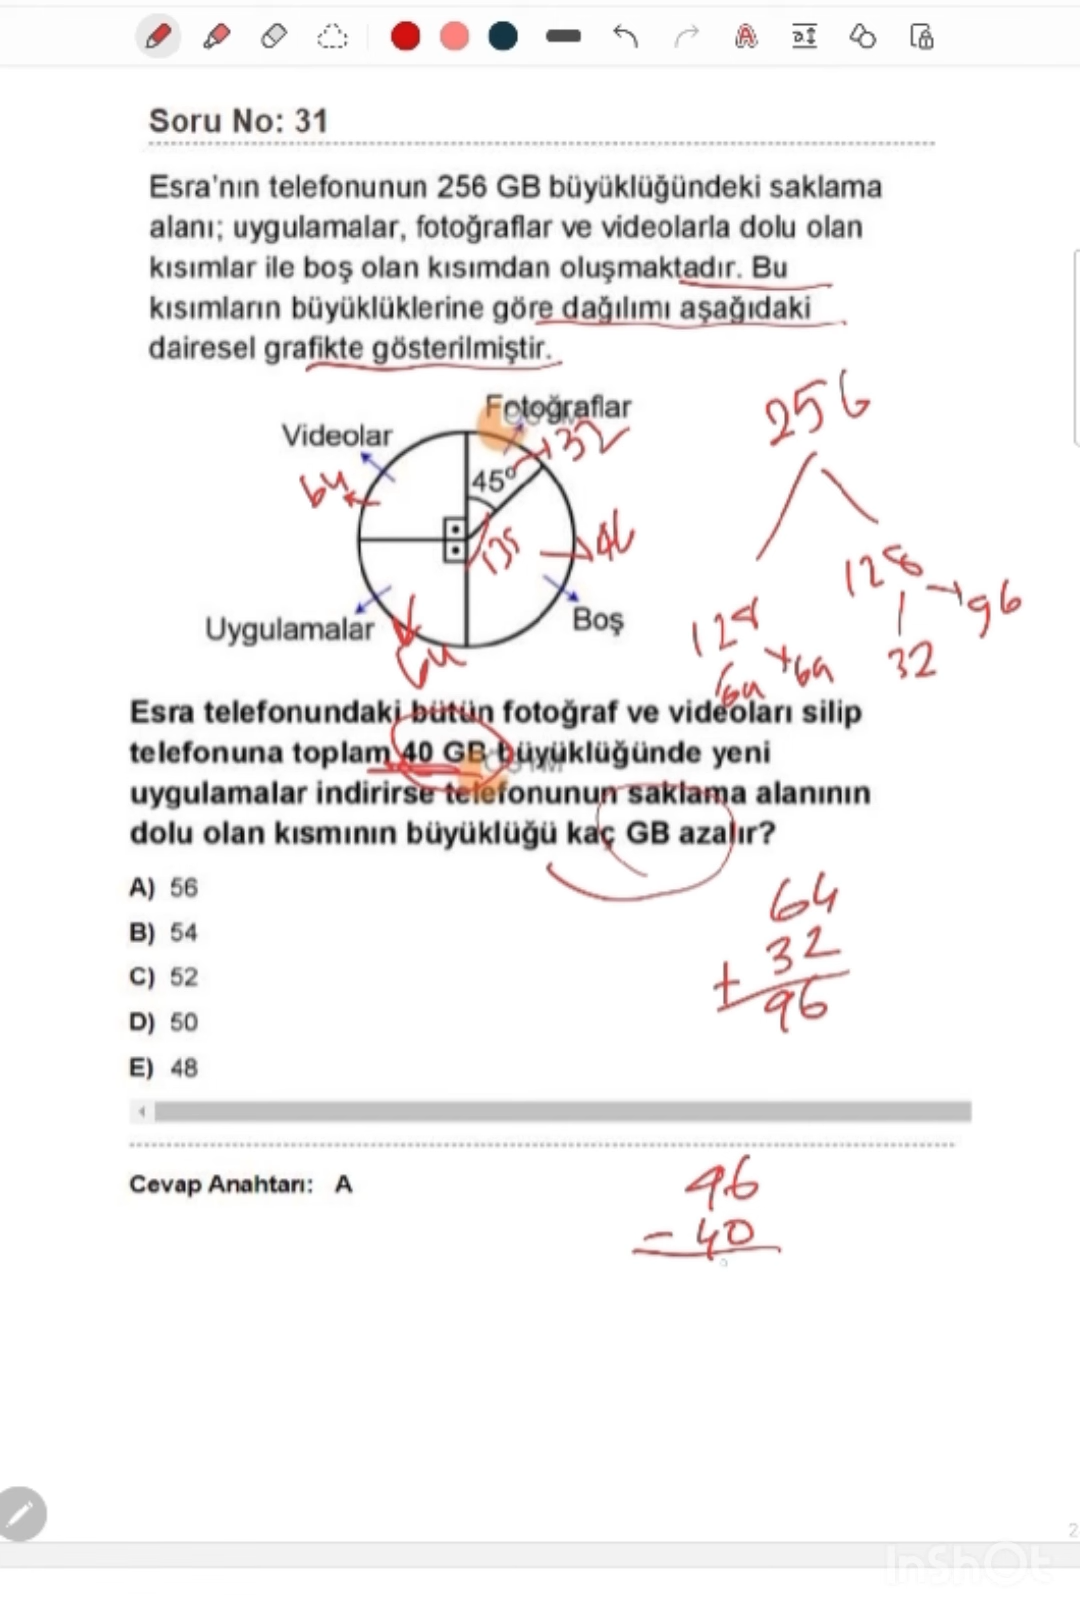 Soru No: 31
Esra'nın telefonunun 256 GB büyüklüğündeki saklama
alanı; uygulamalar, fotoğraflar ve videolarla dolu olan
kısımlar ile boş olan kısımdan oluşmaktadır. Bu
kısımların büyüklüklerine göre dağılımı aşağıdaki
dairesel grafikte gösterilmiştir.
Fotoğraflar
Videolar
45°
32
64
135
96
Uygulamalar
Boş
64
256
128
128
96
64
64
32
Esra telefonundaki bütün fotoğraf ve videoları silip
telefonuna toplam 40 GB büyüklüğünde yeni
uygulamalar indirirse telefonunun saklama alanının
dolu olan kısmının büyüklüğü kaç GB azalır?
A) 56
B) 54
C) 52
D) 50
E) 48
64
+ 32
96
Cevap Anahtarı: A
96
- 40
2
InShOt